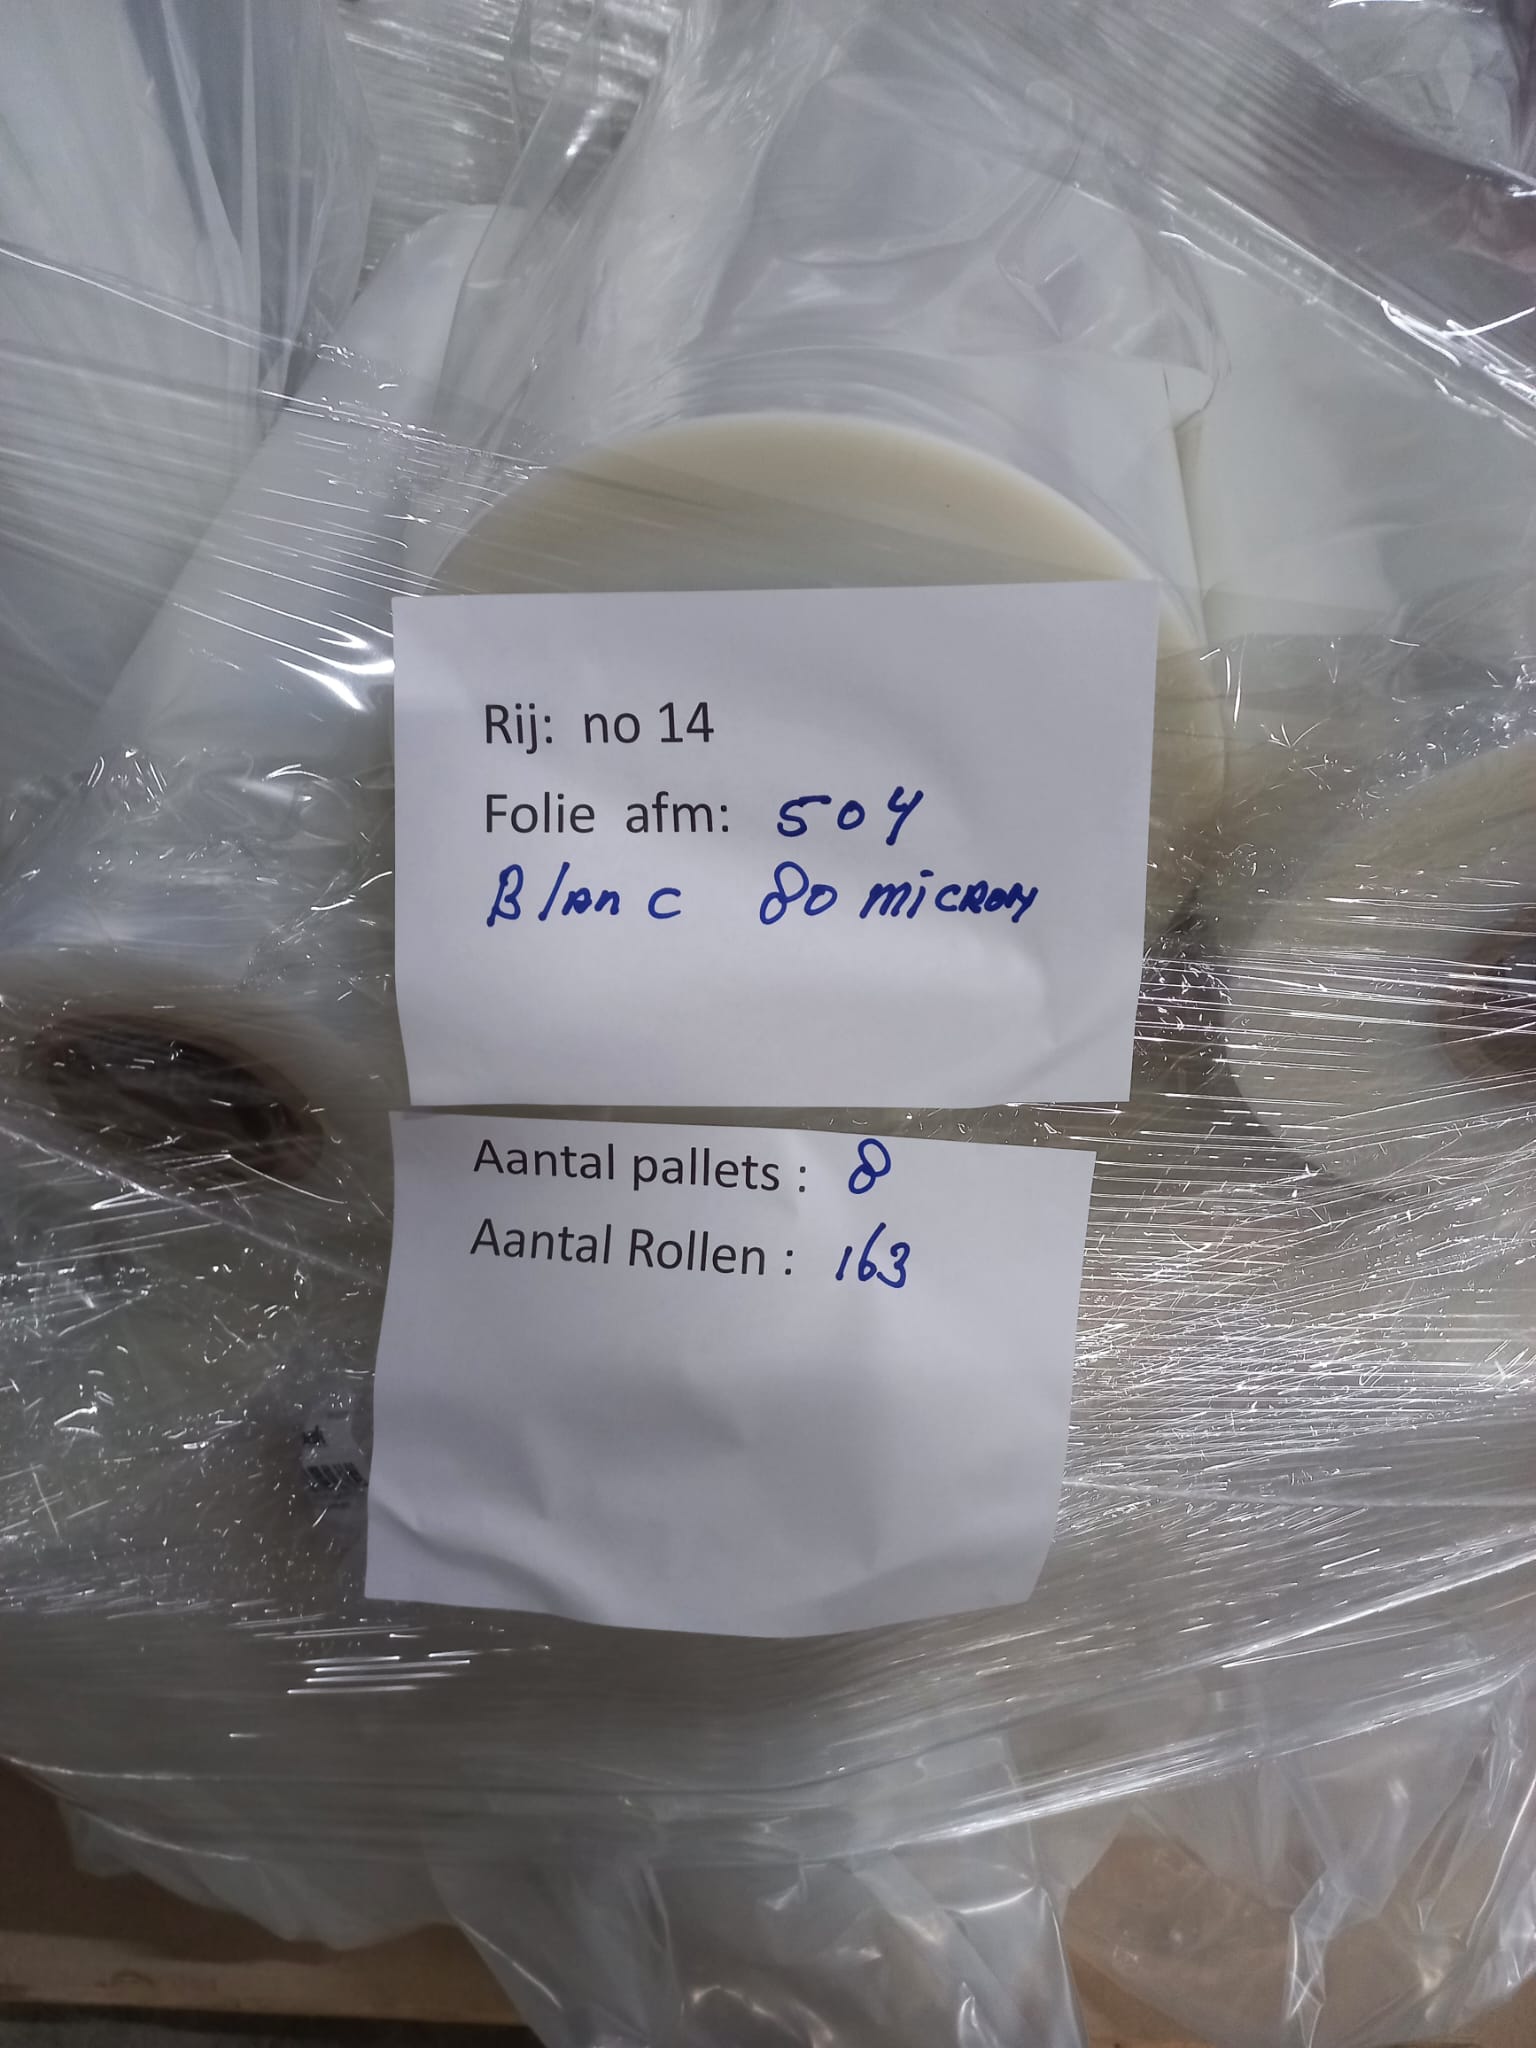 Rij: no 14
Folie afm: 504
Blanc 80 micron
Aantal pallets : 8
Aantal Rollen : 163